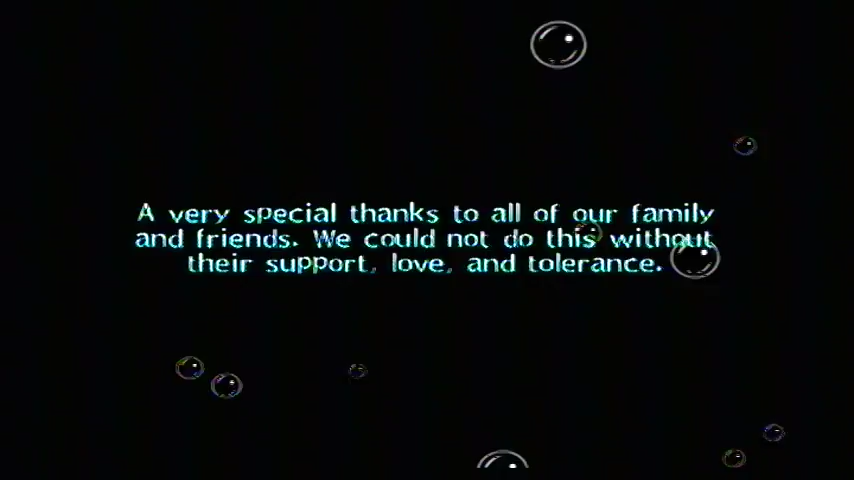 A very special thanks to all of our family
and friends. We could not do this without
their support, love, and tolerance.